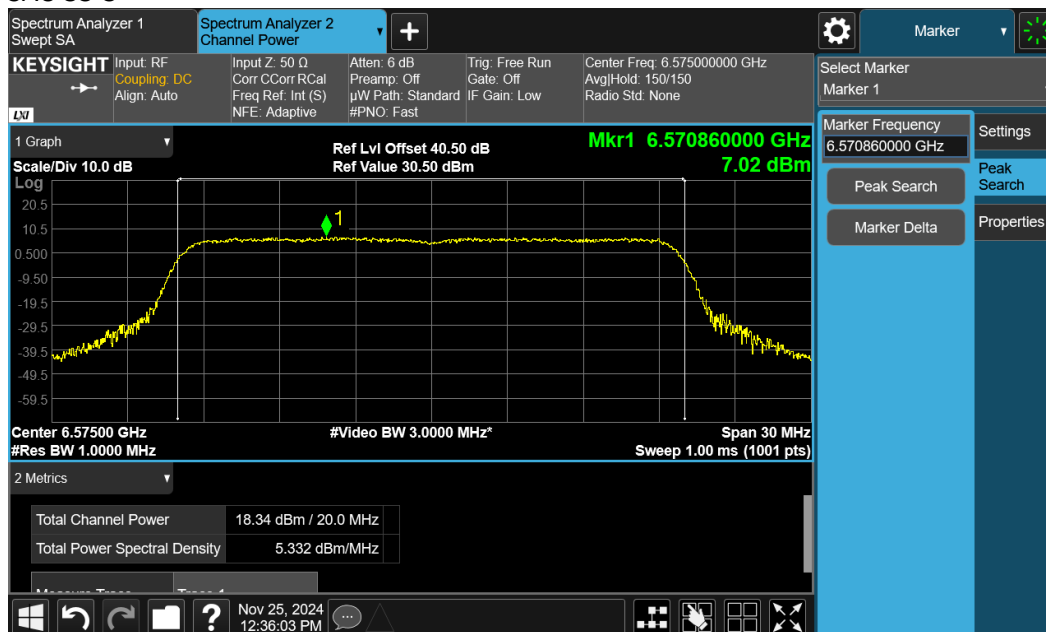 Spectrum Analyzer 1
Swept SA
Spectrum Analyzer 2
Channel Power
+
Marker
KEYSIGHT
LXI
Input: RF
Coupling: DC
Align: Auto
Input Z: 50 Ω
Corr CCorr RCal
Freq Ref: Int (S)
NFE: Adaptive
Atten: 6 dB
Preamp: Off
µW Path: Standard
#PNO: Fast
Trig: Free Run
Gate: Off
IF Gain: Low
Center Freq: 6.575000000 GHz
Avg|Hold: 150/150
Radio Std: None
Select Marker
Marker 1
Marker Frequency
6.570860000 GHz
Peak Search
Marker Delta
Settings
Peak
Search
Properties
1 Graph
Scale/Div 10.0 dB
Log
Ref Lvl Offset 40.50 dB
Ref Value 30.50 dBm
Mkr1 6.570860000 GHz
7.02 dBm
20.5
10.5
0.500
-9.50
-19.5
-29.5
-39.5
-49.5
-59.5
1
Center 6.57500 GHz
#Res BW 1.0000 MHz
#Video BW 3.0000 MHz*
Span 30 MHz
Sweep 1.00 ms (1001 pts)
2 Metrics
Total Channel Power 18.34 dBm / 20.0 MHz
Total Power Spectral Density 5.332 dBm/MHz
?
Nov 25, 2024
12:36:03 PM